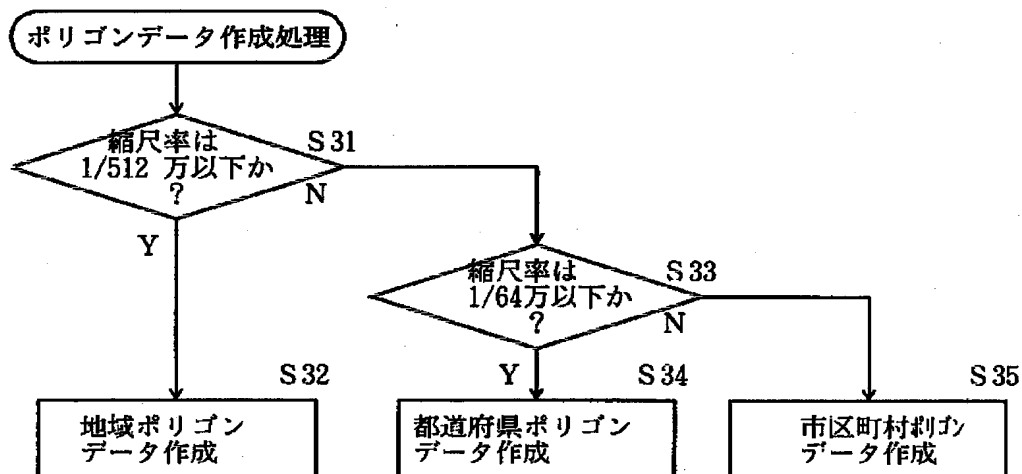 ポリゴンデータ作成処理
縮尺率は
1/512 万以下か
?
S31
N
Y
縮尺率は
1/64万以下か
?
S33
N
Y
S32
地域ポリゴン
データ作成
S34
都道府県ポリゴン
データ作成
S35
市区町村ポリゴン
データ作成